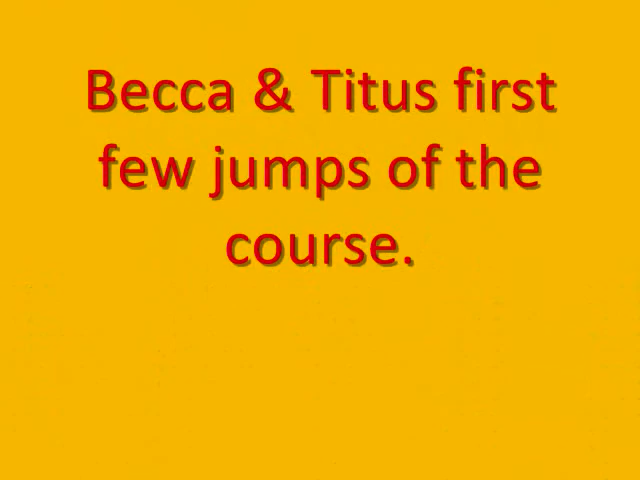 Becca & Titus first
few jumps of the
course.